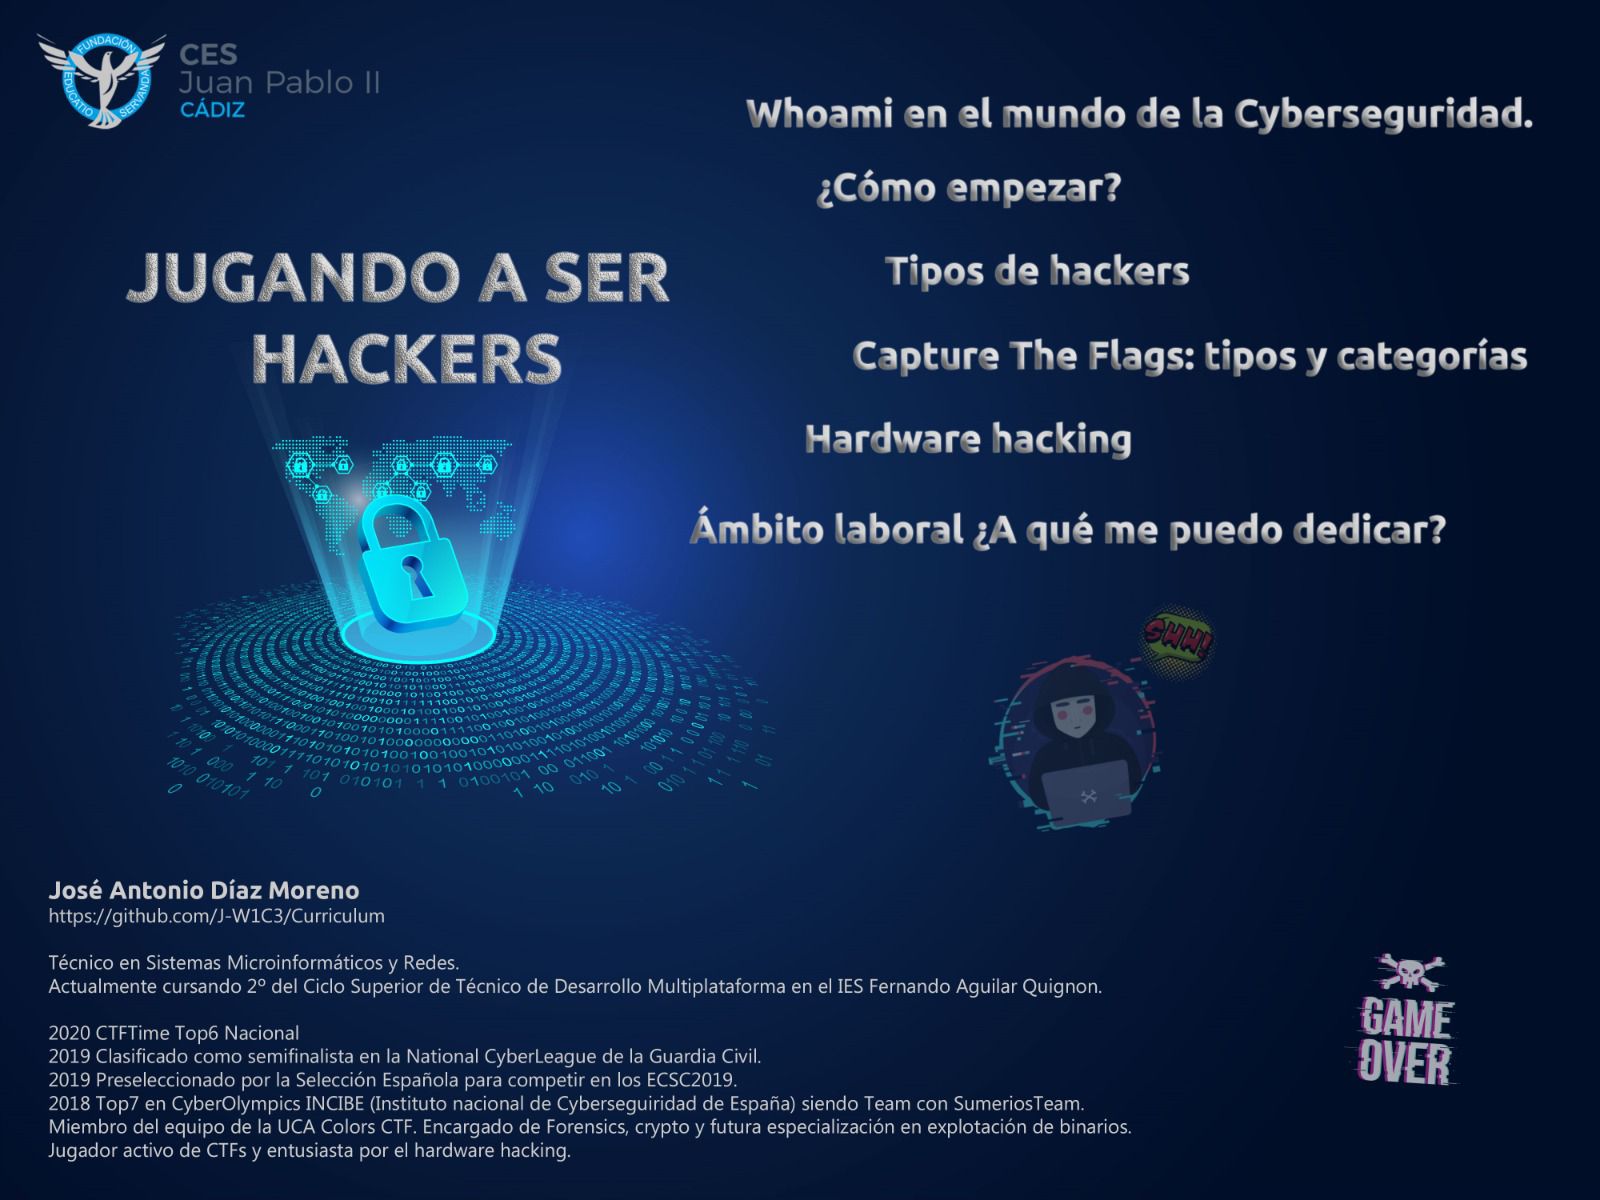 FUNDACIÓN
EDUCATIO SERVANDA
CES
Juan Pablo II
CÁDIZ
JUGANDO A SER
HACKERS
Whoami en el mundo de la Cyberseguridad.
¿Cómo empezar?
Tipos de hackers
Capture The Flags: tipos y categorías
Hardware hacking
Ámbito laboral ¿A qué me puedo dedicar?
SHH!
José Antonio Díaz Moreno
https://github.com/J-W1C3/Curriculum
Técnico en Sistemas Microinformáticos y Redes.
Actualmente cursando 2º del Ciclo Superior de Técnico de Desarrollo Multiplataforma en el IES Fernando Aguilar Quignon.
2020 CTFTime Top6 Nacional
2019 Clasificado como semifinalista en la National CyberLeague de la Guardia Civil.
2019 Preseleccionado por la Selección Española para competir en los ECSC2019.
2018 Top7 en CyberOlympics INCIBE (Instituto nacional de Cyberseguiridad de España) siendo Team con SumeriosTeam.
Miembro del equipo de la UCA Colors CTF. Encargado de Forensics, crypto y futura especialización en explotación de binarios.
Jugador activo de CTFs y entusiasta por el hardware hacking.
GAME
OVER